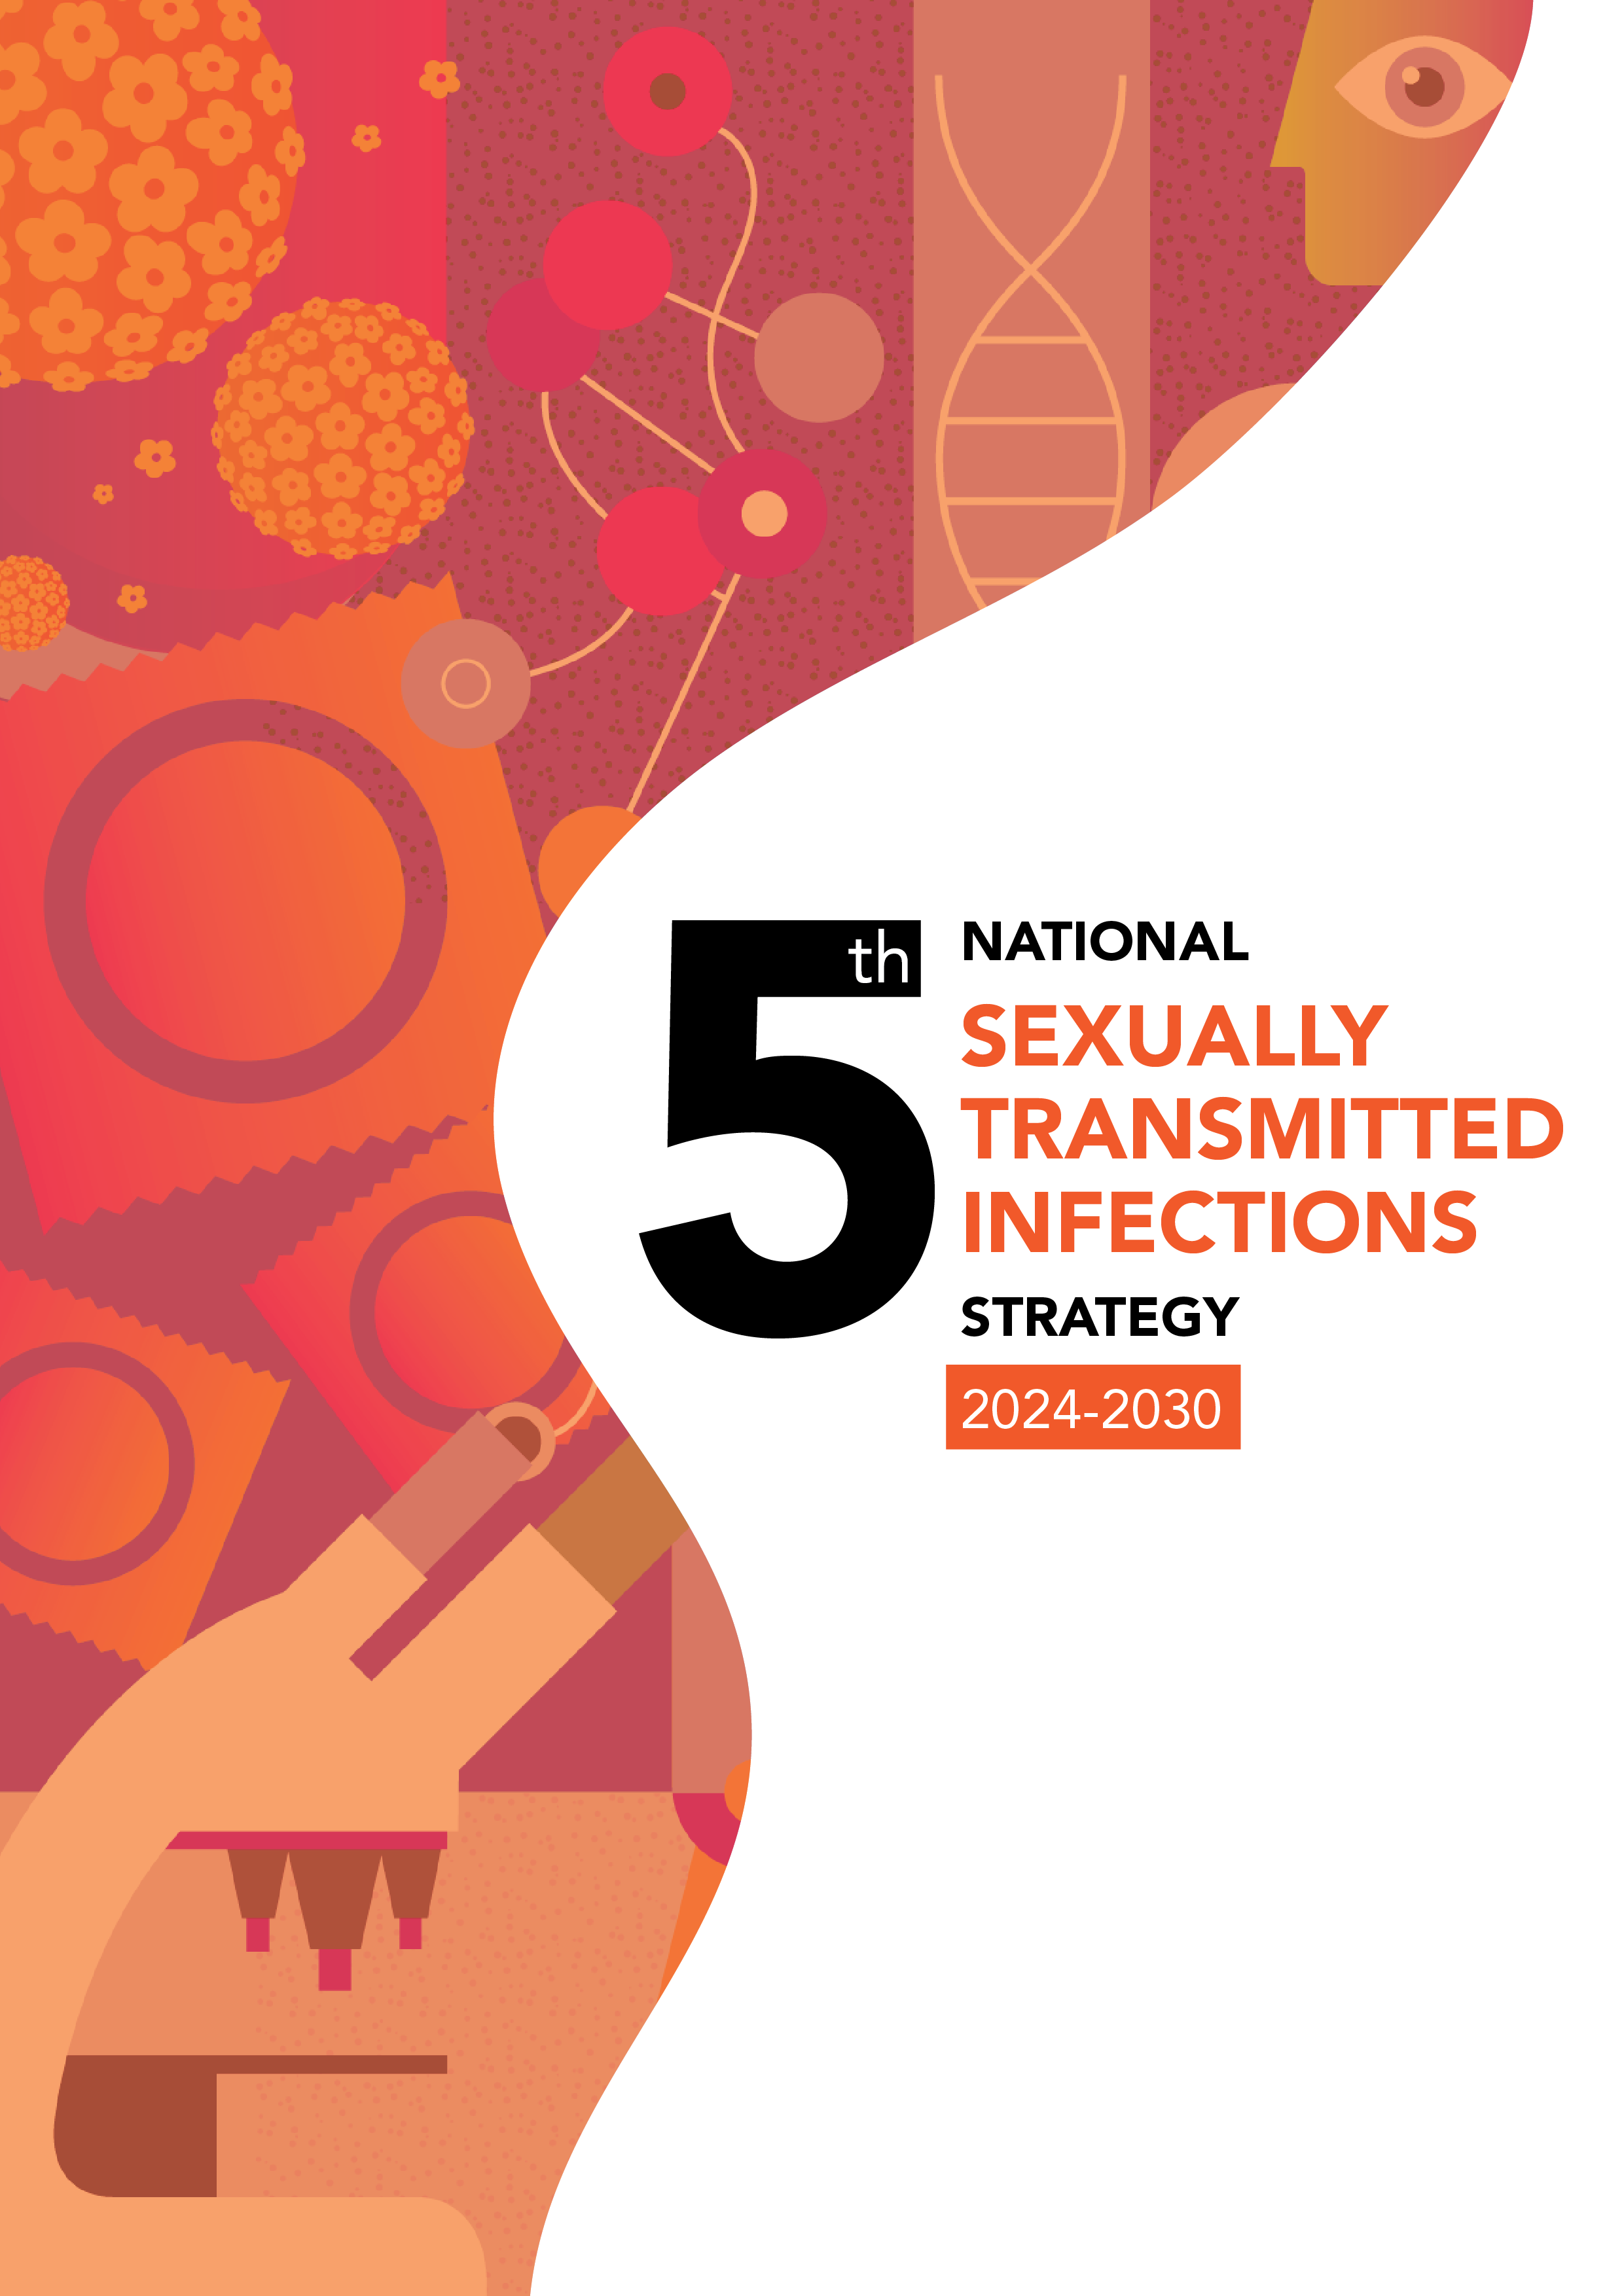 5th
NATIONAL
SEXUALLY
TRANSMITTED
INFECTIONS
STRATEGY
2024-2030